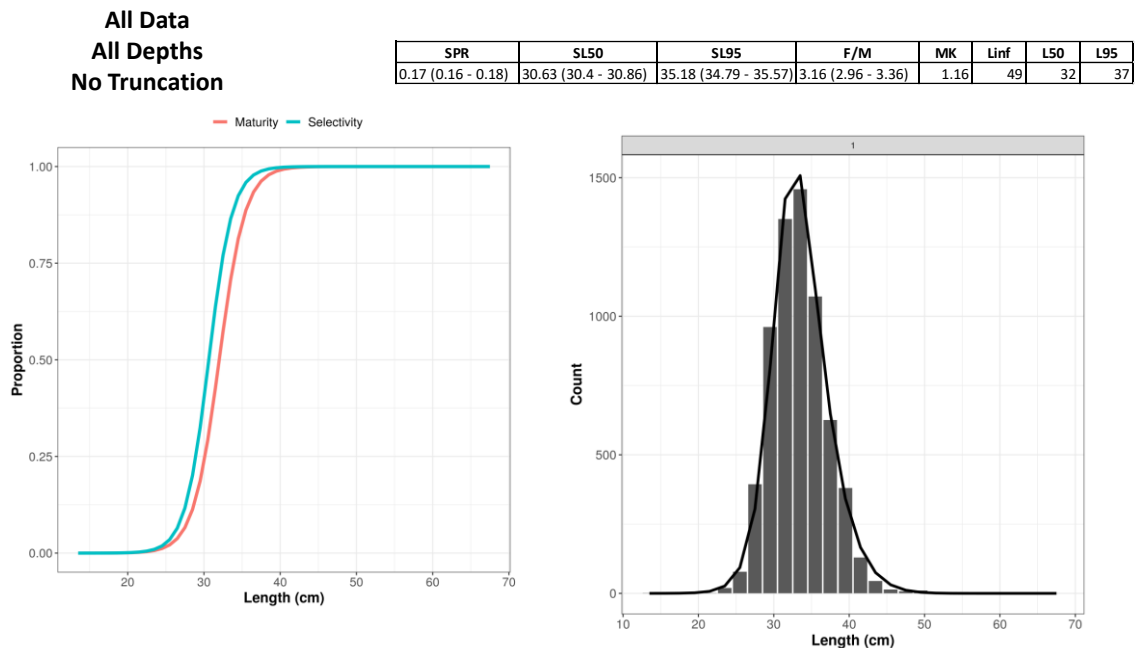 All Data
All Depths
No Truncation
SPR SL50 SL95 F/M MK Linf L50 L95
0.17 (0.16 - 0.18) 30.63 (30.4 - 30.86) 35.18 (34.79 - 35.57) 3.16 (2.96 - 3.36) 1.16 49 32 37
Maturity Selectivity
1.00
0.75
0.50
0.25
0.00
Proportion
20 30 40 50 60 70
Length (cm)
1
1500
1000
500
0
Count
10 20 30 40 50 60 70
Length (cm)